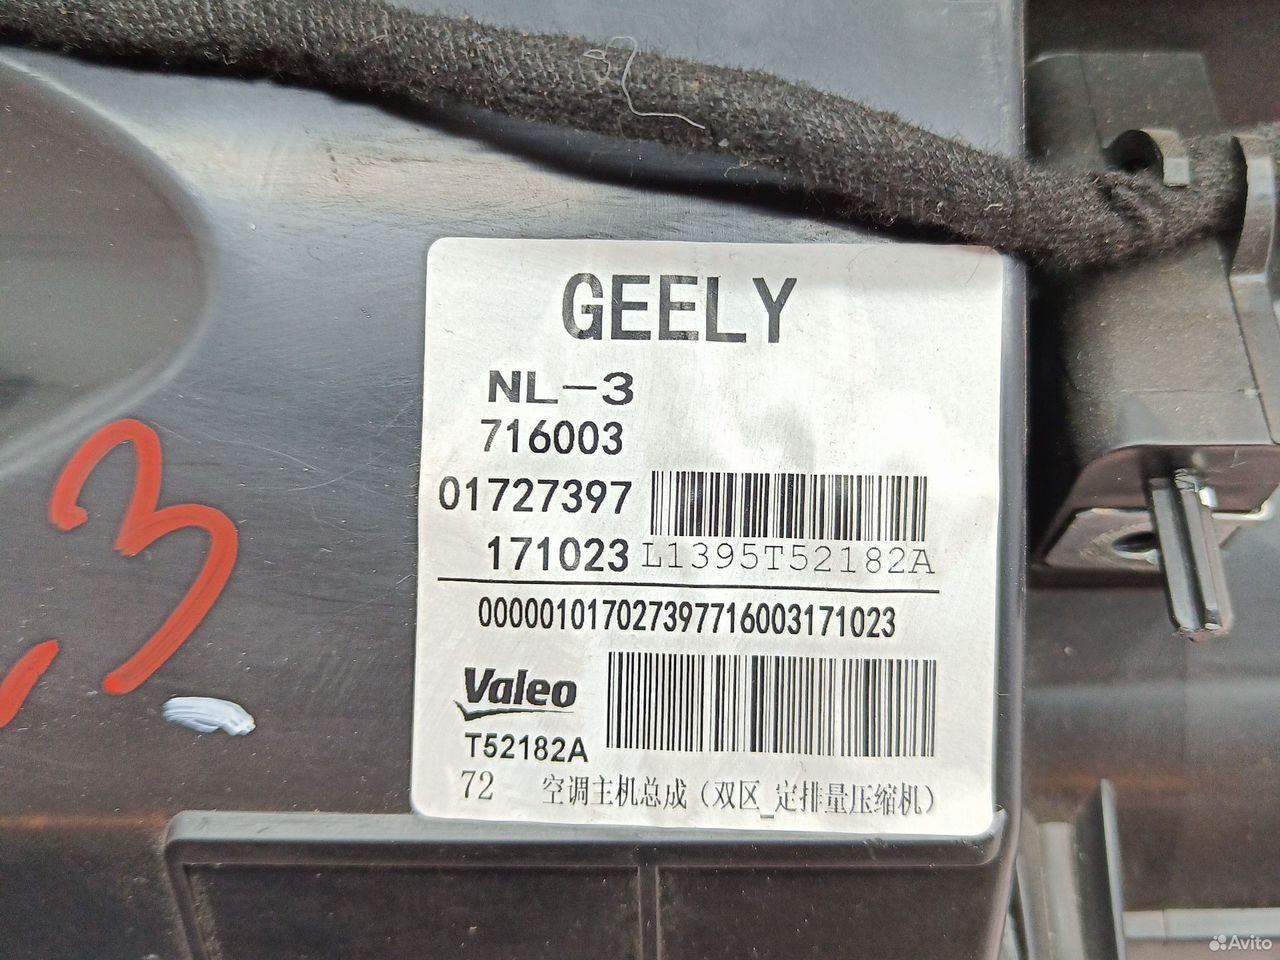 GEELY
NL-3
716003
01727397
171023 L1395T52182A
000001017027397716003171023
Valeo
T52182A
72 空调主机总成（双区_定排量压缩机）
3
Avito